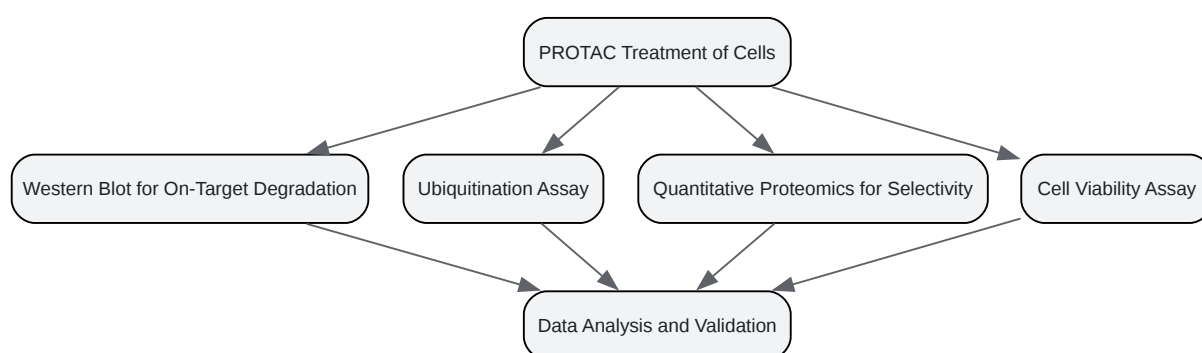 PROTAC Treatment of Cells
Western Blot for On-Target Degradation
Ubiquitination Assay
Quantitative Proteomics for Selectivity
Cell Viability Assay
Data Analysis and Validation